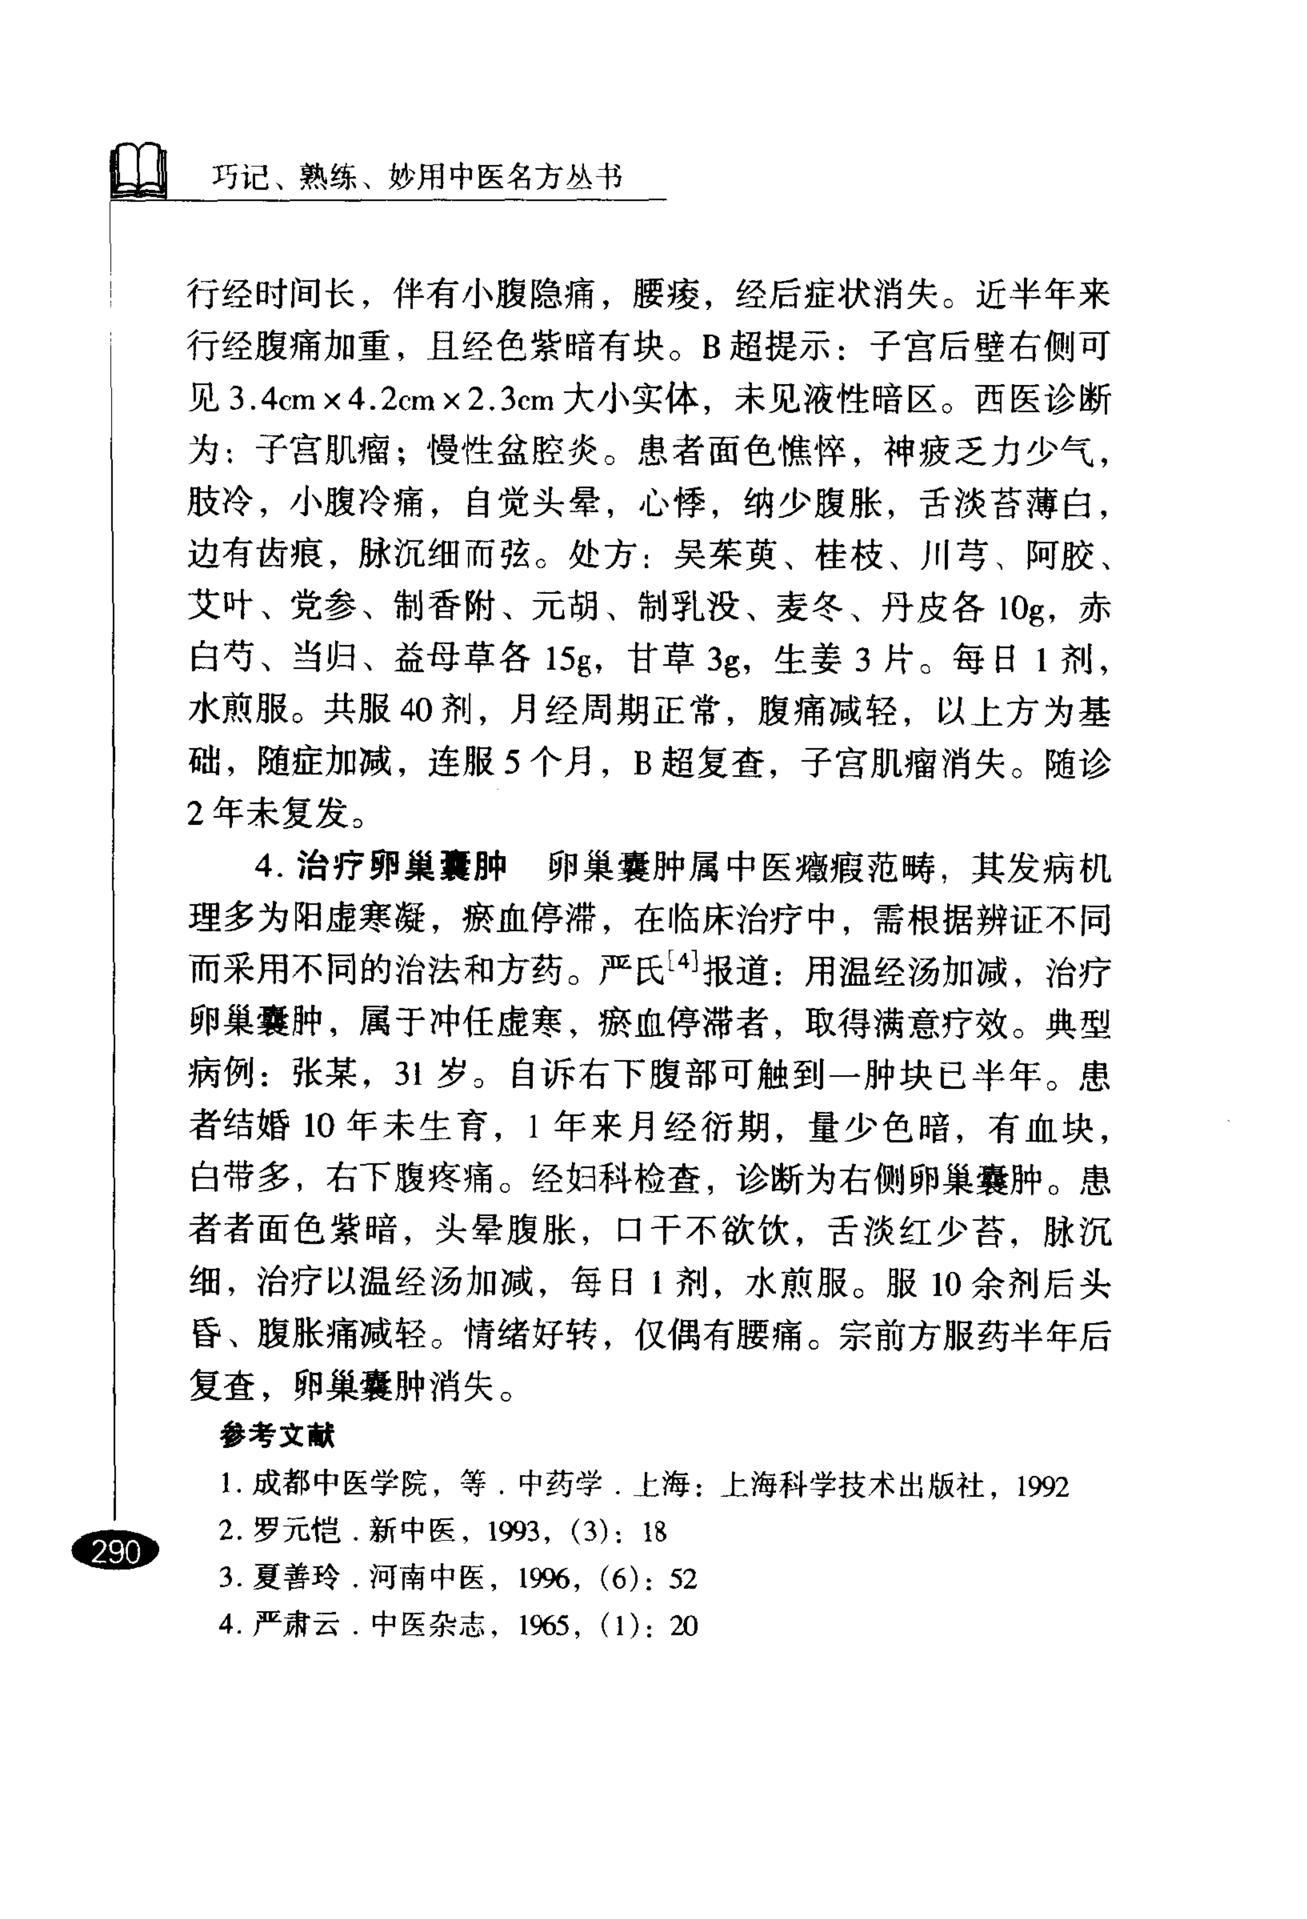 巧记、熟练、妙用中医名方丛书
行经时间长，伴有小腹隐痛，腰痠，经后症状消失。近半年来
行经腹痛加重，且经色紫暗有块。B超提示：子宫后壁右侧可
见3.4cm×4.2cm×2.3cm大小实体，未见液性暗区。西医诊断
为：子宫肌瘤；慢性盆腔炎。患者面色憔悴，神疲乏力少气，
肢冷，小腹冷痛，自觉头晕，心悸，纳少腹胀，舌淡苔薄白，
边有齿痕，脉沉细而弦。处方：吴茱萸、桂枝、川芎、阿胶、
艾叶、党参、制香附、元胡、制乳没、麦冬、丹皮各10g，赤
白芍、当归、益母草各15g，甘草3g，生姜3片。每日1剂，
水煎服。共服40剂，月经周期正常，腹痛减轻，以上方为基
础，随症加减，连服5个月，B超复查，子宫肌瘤消失。随诊
2年未复发。
4. 治疗卵巢囊肿　卵巢囊肿属中医癥瘕范畴，其发病机
理多为阳虚寒凝，瘀血停滞，在临床治疗中，需根据辨证不同
而采用不同的治法和方药。严氏[4]报道：用温经汤加减，治疗
卵巢囊肿，属于冲任虚寒，瘀血停滞者，取得满意疗效。典型
病例：张某，31岁。自诉右下腹部可触到一肿块已半年。患
者结婚10年未生育，1年来月经衍期，量少色暗，有血块，
白带多，右下腹疼痛。经妇科检查，诊断为右侧卵巢囊肿。患
者者面色紫暗，头晕腹胀，口干不欲饮，舌淡红少苔，脉沉
细，治疗以温经汤加减，每日1剂，水煎服。服10余剂后头
昏、腹胀痛减轻。情绪好转，仅偶有腰痛。宗前方服药半年后
复查，卵巢囊肿消失。
参考文献
1. 成都中医学院，等．中药学．上海：上海科学技术出版社，1992
2. 罗元恺．新中医，1993，（3）：18
3. 夏善玲．河南中医，1996，（6）：52
4. 严肃云．中医杂志，1965，（1）：20
290